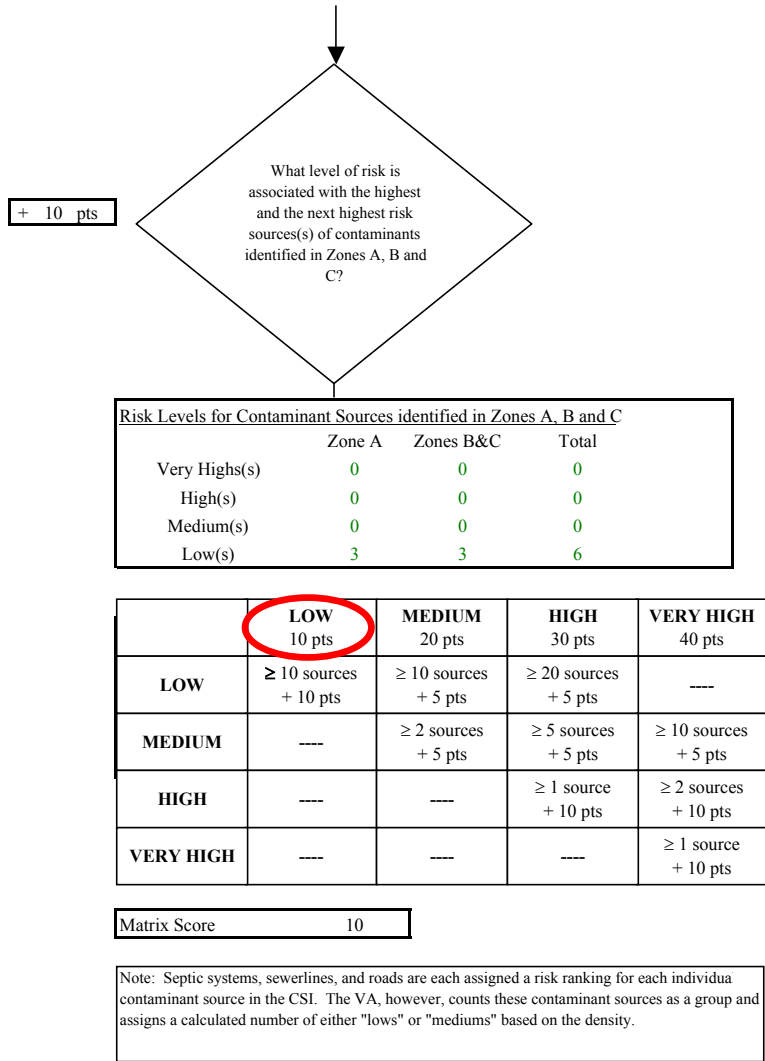 What level of risk is
associated with the highest
and the next highest risk
sources(s) of contaminants
identified in Zones A, B and
C?
+ 10 pts
Risk Levels for Contaminant Sources identified in Zones A, B and C
Zone A Zones B&C Total
Very Highs(s) 0 0 0
High(s) 0 0 0
Medium(s) 0 0 0
Low(s) 3 3 6
LOW MEDIUM HIGH VERY HIGH
10 pts 20 pts 30 pts 40 pts
LOW ≥ 10 sources ≥ 10 sources ≥ 20 sources ----
+ 10 pts + 5 pts + 5 pts
MEDIUM ---- ≥ 2 sources ≥ 5 sources ≥ 10 sources
+ 5 pts + 5 pts + 5 pts
HIGH ---- ---- ≥ 1 source ≥ 2 sources
+ 10 pts + 10 pts
VERY HIGH ---- ---- ---- ≥ 1 source
+ 10 pts
Matrix Score 10
Note: Septic systems, sewerlines, and roads are each assigned a risk ranking for each individua
contaminant source in the CSI. The VA, however, counts these contaminant sources as a group and
assigns a calculated number of either "lows" or "mediums" based on the density.